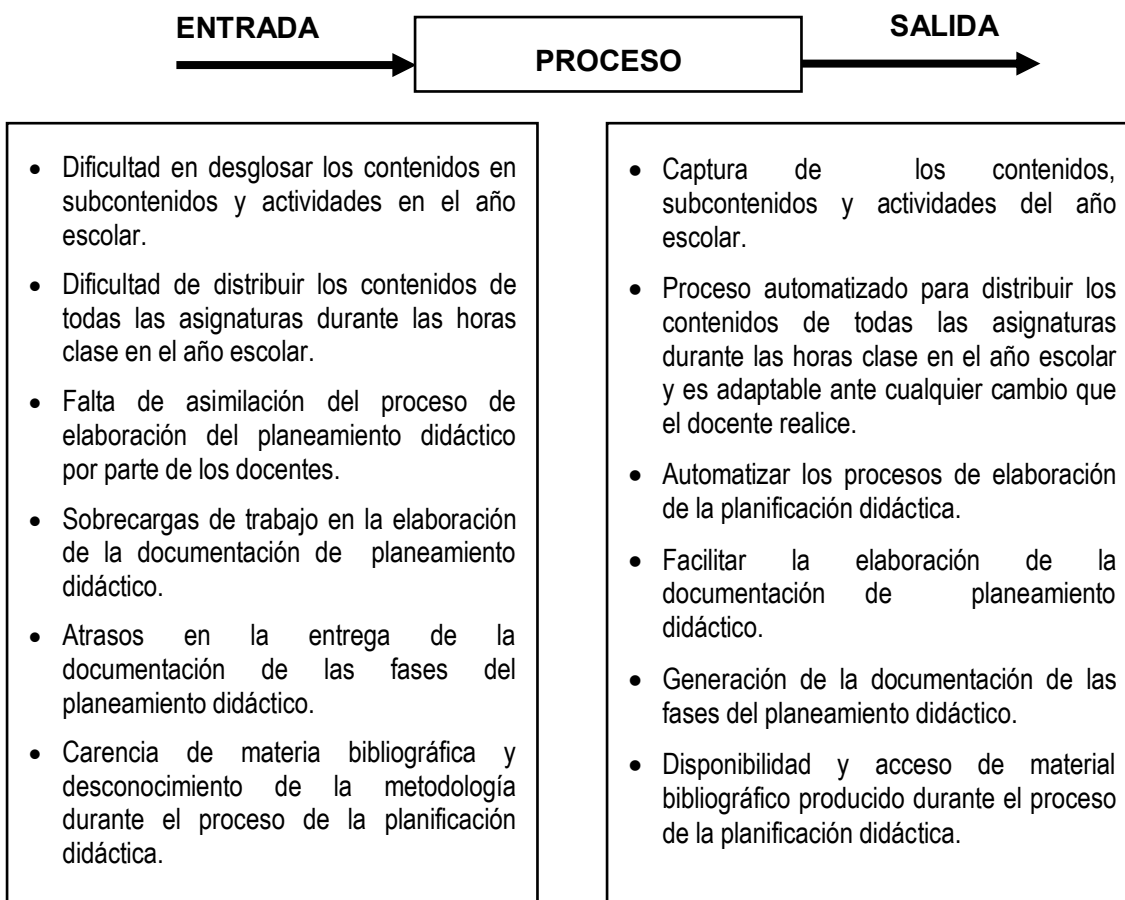 ENTRADA
PROCESO
SALIDA
• Dificultad en desglosar los contenidos en
subcontenidos y actividades en el año
escolar.
• Dificultad de distribuir los contenidos de
todas las asignaturas durante las horas
clase en el año escolar.
• Falta de asimilación del proceso de
elaboración del planeamiento didáctico
por parte de los docentes.
• Sobrecargas de trabajo en la elaboración
de la documentación de planeamiento
didáctico.
• Atrasos en la entrega de la
documentación de las fases del
planeamiento didáctico.
• Carencia de materia bibliográfica y
desconocimiento de la metodología
durante el proceso de la planificación
didáctica.
• Captura de los contenidos,
subcontenidos y actividades del año
escolar.
• Proceso automatizado para distribuir los
contenidos de todas las asignaturas
durante las horas clase en el año escolar
y es adaptable ante cualquier cambio que
el docente realice.
• Automatizar los procesos de elaboración
de la planificación didáctica.
• Facilitar la elaboración de la
documentación de planeamiento
didáctico.
• Generación de la documentación de las
fases del planeamiento didáctico.
• Disponibilidad y acceso de material
bibliográfico producido durante el proceso
de la planificación didáctica.